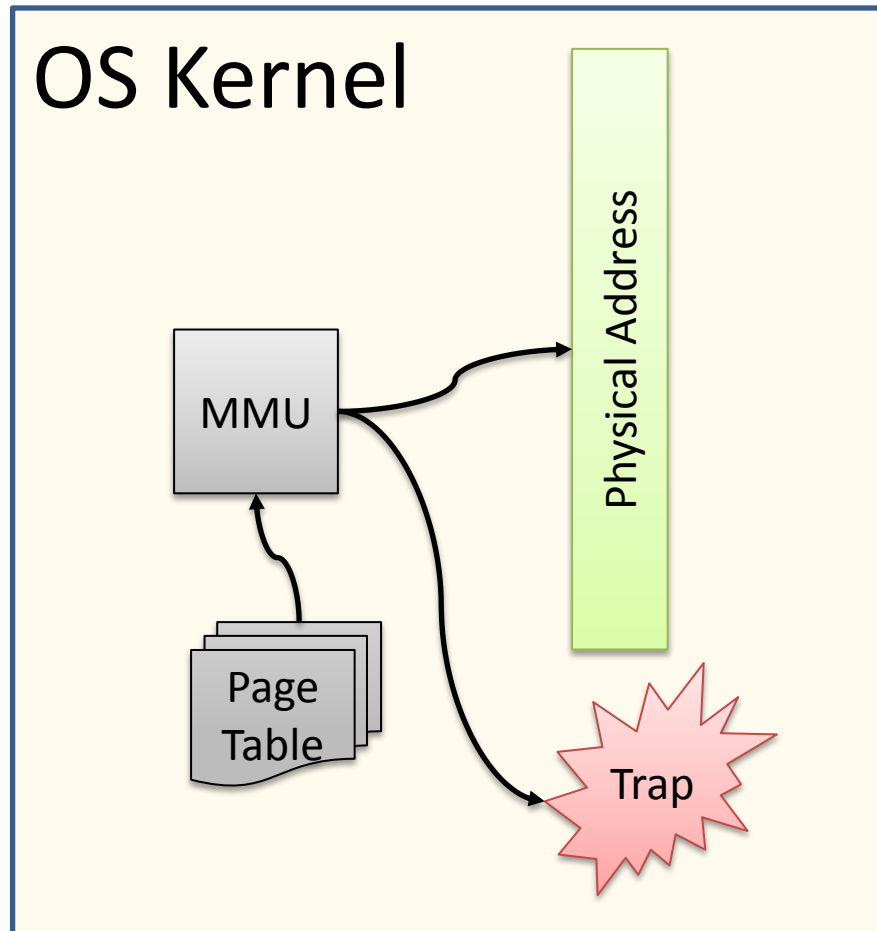 OS Kernel
Physical Address
MMU
Page
Table
Trap